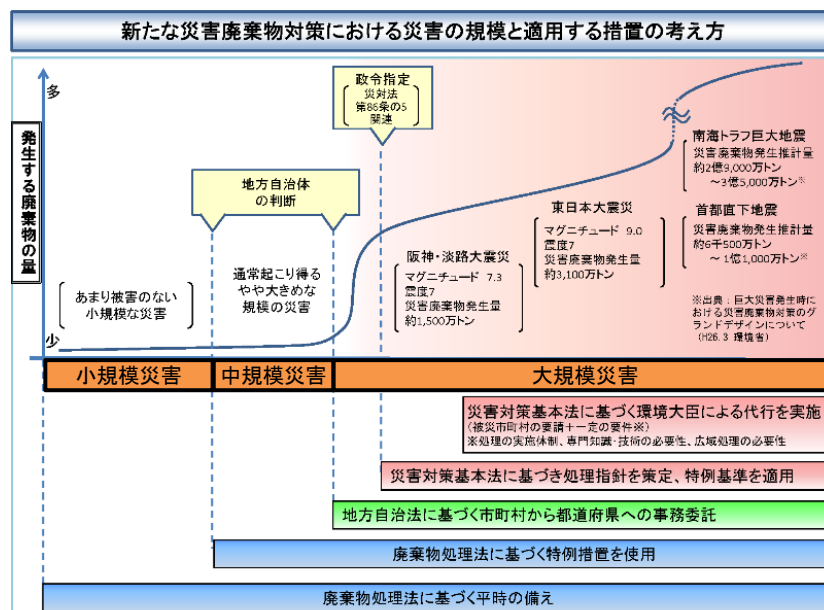 新たな災害廃棄物対策における災害の規模と適用する措置の考え方
多
発生する廃棄物の量
少
政令指定
災対法
第86条の5
関連
地方自治体
の判断
あまり被害のない
小規模な災害
通常起こり得る
やや大きめな
規模の災害
阪神・淡路大震災
マグニチュード 7.3
震度7
災害廃棄物発生量
約1,500万トン
東日本大震災
マグニチュード 9.0
震度7
災害廃棄物発生量
約3,100万トン
南海トラフ巨大地震
災害廃棄物発生推計量
約2億9,000万トン
～3億5,000万トン※
首都直下地震
災害廃棄物発生推計量
約6千500万トン
～1億1,000万トン※
※出典：巨大災害発生時に
おける災害廃棄物対策のグ
ランドデザインについて
（H26.3 環境省）
小規模災害
中規模災害
大規模災害
災害対策基本法に基づく環境大臣による代行を実施
（被災市町村の要請＋一定の要件※）
※処理の実施体制、専門知識・技術の必要性、広域処理の必要性
災害対策基本法に基づき処理指針を策定、特例基準を適用
地方自治法に基づく市町村から都道府県への事務委託
廃棄物処理法に基づく特例措置を使用
廃棄物処理法に基づく平時の備え